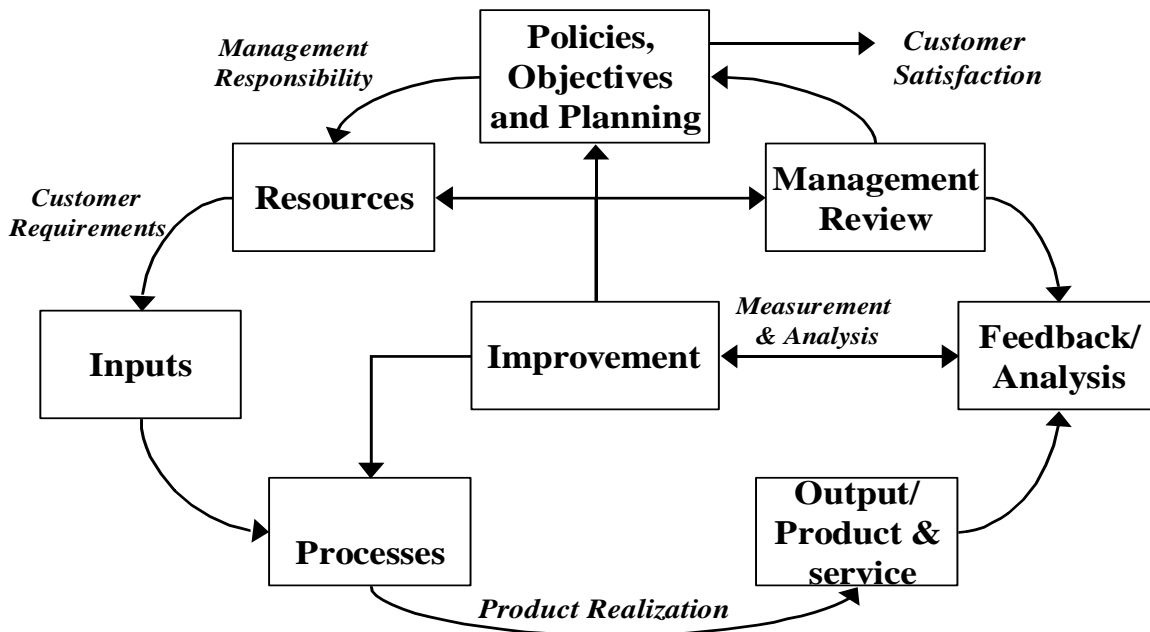 Policies,
Objectives
and Planning
Customer
Satisfaction
Management
Responsibility
Resources
Management
Review
Customer
Requirements
Inputs
Improvement
Measurement
& Analysis
Feedback/
Analysis
Processes
Output/
Product &
service
Product Realization